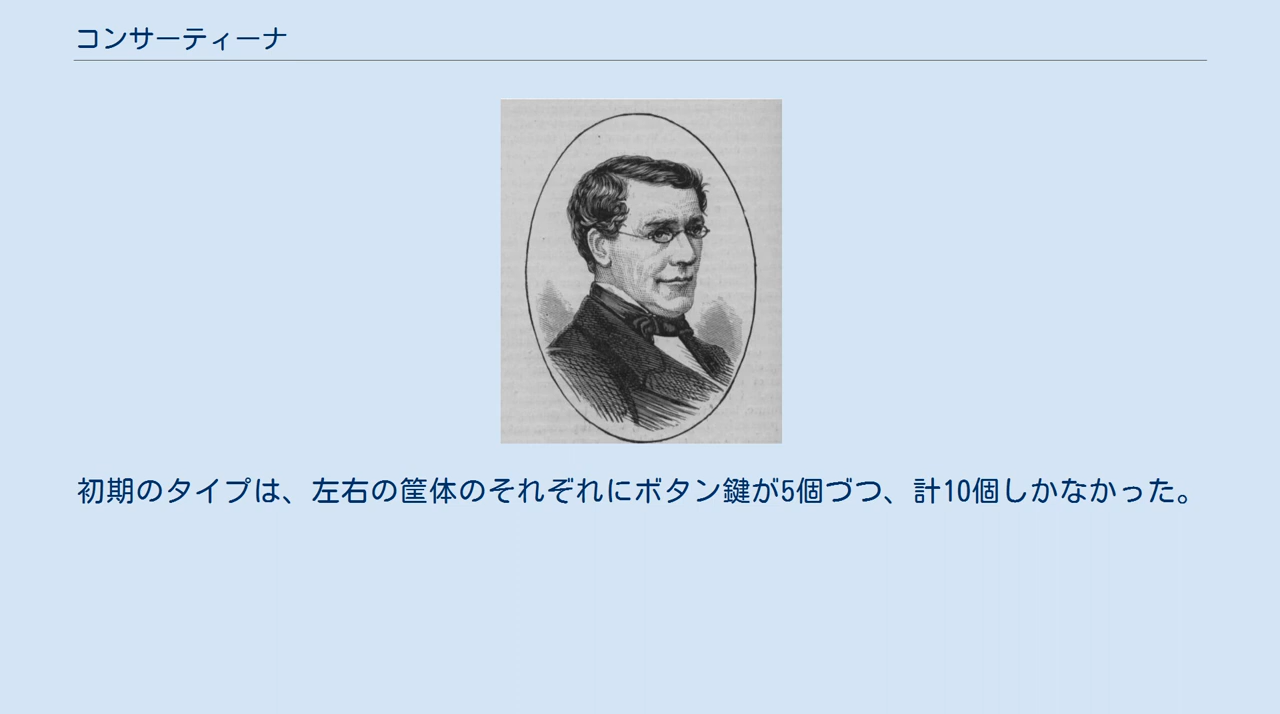 コンサーティーナ
初期のタイプは、左右の筐体のそれぞれにボタン鍵が5個づつ、計10個しかなかった。